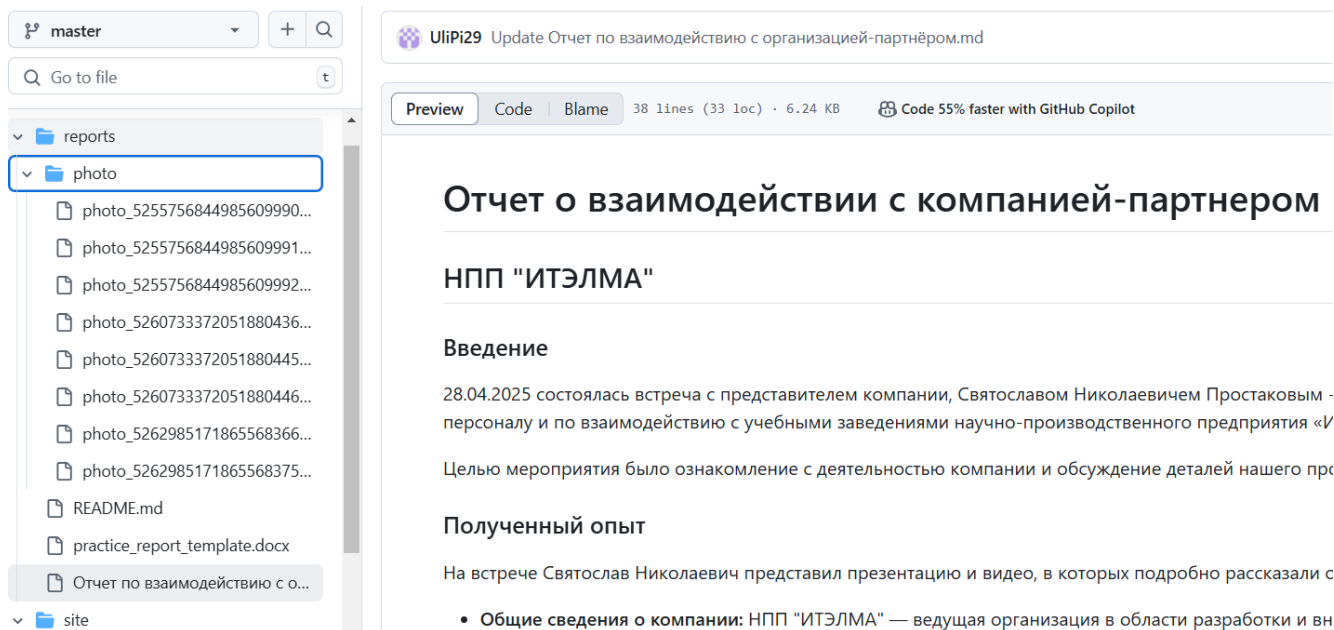 master
Go to file
t
reports
photo
photo_5255756844985609990...
photo_5255756844985609991...
photo_5255756844985609992...
photo_5260733372051880436...
photo_5260733372051880445...
photo_5260733372051880446...
photo_5262985171865568366...
photo_5262985171865568375...
README.md
practice_report_template.docx
Отчет по взаимодействию с о...
site
UliPi29 Update Отчет по взаимодействию с организацией-партнёром.md
Preview Code Blame 38 lines (33 loc) · 6.24 KB Code 55% faster with GitHub Copilot
Отчет о взаимодействии с компанией-партнером
НПП "ИТЭЛМА"
Введение
28.04.2025 состоялась встреча с представителем компании, Святославом Николаевичем Простаковым -
персоналу и по взаимодействию с учебными заведениями научно-производственного предприятия «И
Целью мероприятия было ознакомление с деятельностью компании и обсуждение деталей нашего про
Полученный опыт
На встрече Святослав Николаевич представил презентацию и видео, в которых подробно рассказали о
• Общие сведения о компании: НПП "ИТЭЛМА" — ведущая организация в области разработки и вн